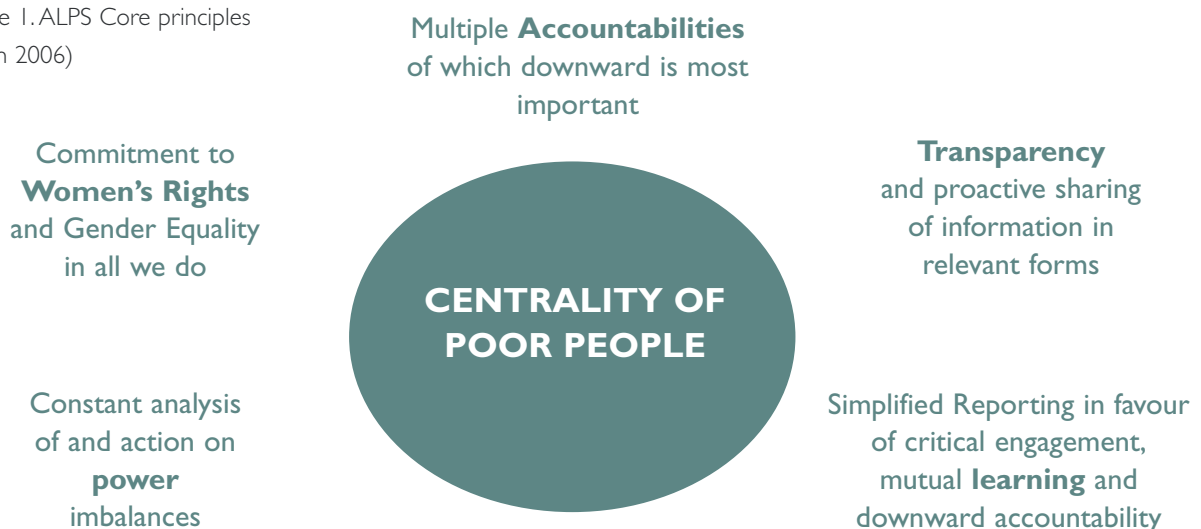 e 1. ALPS Core principles
n 2006)
Multiple Accountabilities
of which downward is most
important
Commitment to
Women's Rights
and Gender Equality
in all we do
Transparency
and proactive sharing
of information in
relevant forms
CENTRALITY OF
POOR PEOPLE
Constant analysis
of and action on
power
imbalances
Simplified Reporting in favour
of critical engagement,
mutual learning and
downward accountability